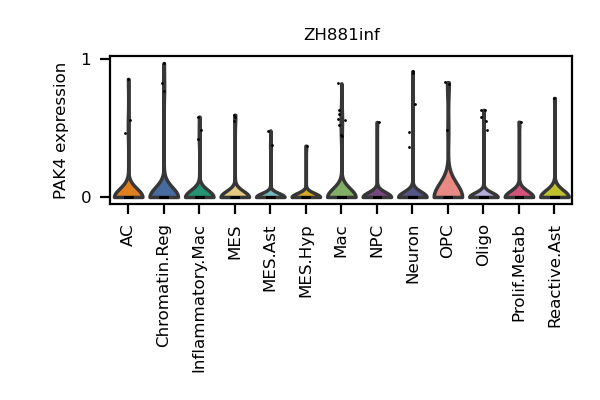 ZH881inf
PAK4 expression
1
0
AC
Chromatin.Reg
Inflammatory.Mac
MES
MES.Ast
MES.Hyp
Mac
NPC
Neuron
OPC
Oligo
Prolif.Metab
Reactive.Ast